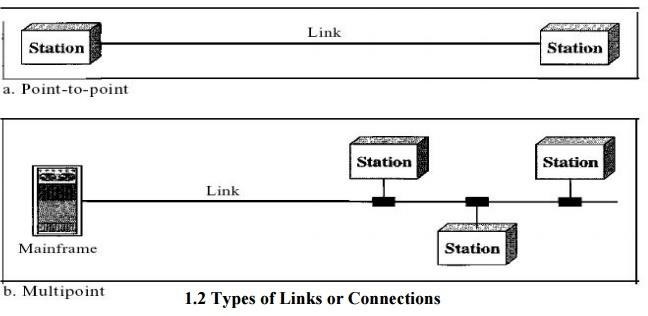 Link
Station
Station
a. Point-to-point
Station
Station
Link
Station
Mainframe
b. Multipoint
1.2 Types of Links or Connections